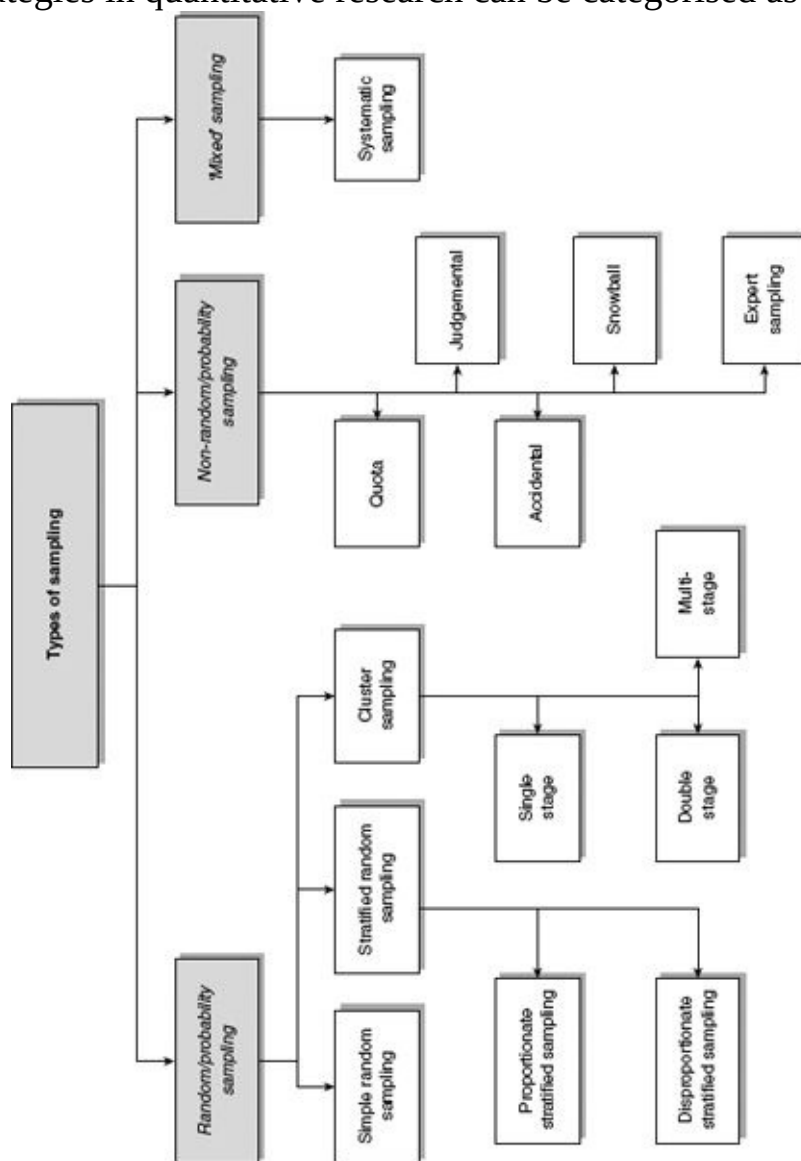 tegies in quantitative research can be categorised as
Types of sampling
Random/probability
sampling
Non-random/probability
sampling
'Mixed' sampling
Simple random
sampling
Stratified random
sampling
Cluster
sampling
Systematic
sampling
Proportionate
stratified sampling
Disproportionate
stratified sampling
Single
stage
Double
stage
Multi-
stage
Quota
Judgemental
Accidental
Snowball
Expert
sampling